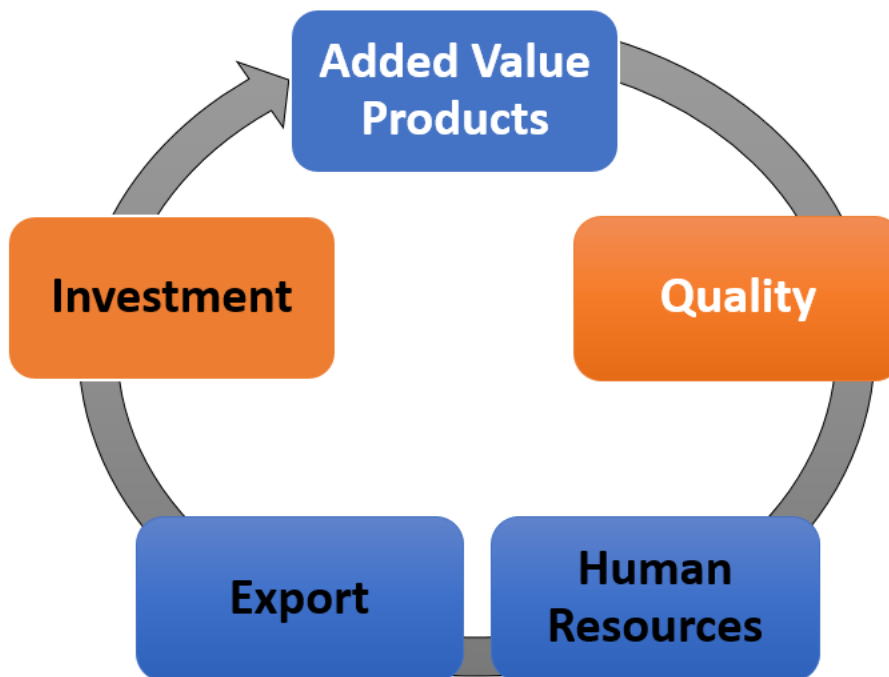 Added Value
Products
Quality
Human
Resources
Export
Investment